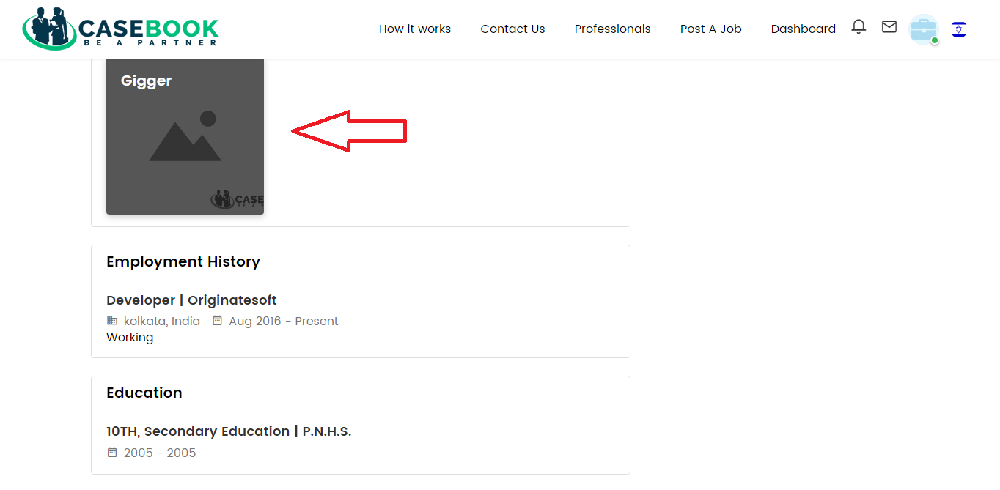 CASEBOOK
BE A PARTNER
How it works
Contact Us
Professionals
Post A Job
Dashboard
Gigger
CASE
Employment History
Developer | Originatesoft
kolkata, India Aug 2016 - Present
Working
Education
10TH, Secondary Education | P.N.H.S.
2005 - 2005